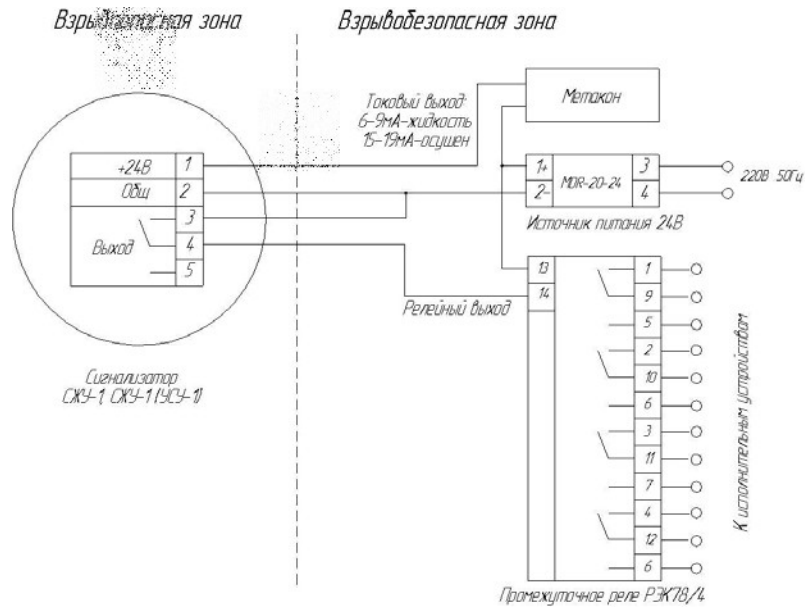 Взрывоопасная зона
Взрывобезопасная зона
Токовый выход:
6-9мА-жидкость
15-19мА-осушен
Метакон
+24В 1
Общ 2
3
Выход 4
5
1+ MDR-20-24 3
2- 4
220В 50Гц
Источник питания 24В
13
14
1
9
5
2
10
6
3
11
7
4
12
6
Релейный выход
К исполнительным устройствам
Сигнализатор
СЖУ-1, СЖУ-1 (УСУ-1)
Промежуточное реле РЭК78/4